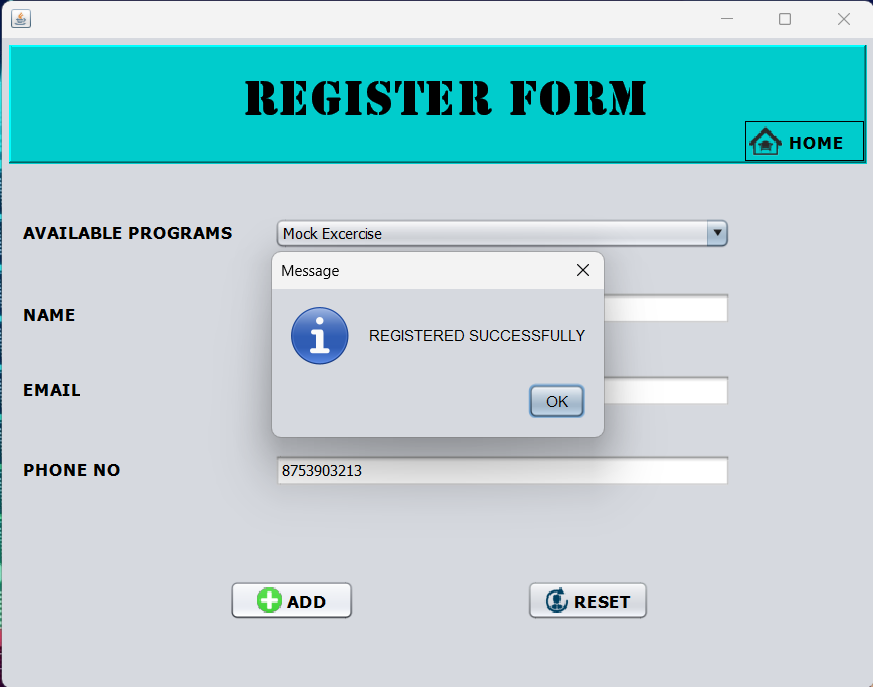 REGISTER FORM
HOME
AVAILABLE PROGRAMS
Mock Excercise
Message
NAME
REGISTERED SUCCESSFULLY
EMAIL
OK
PHONE NO
8753903213
ADD
RESET